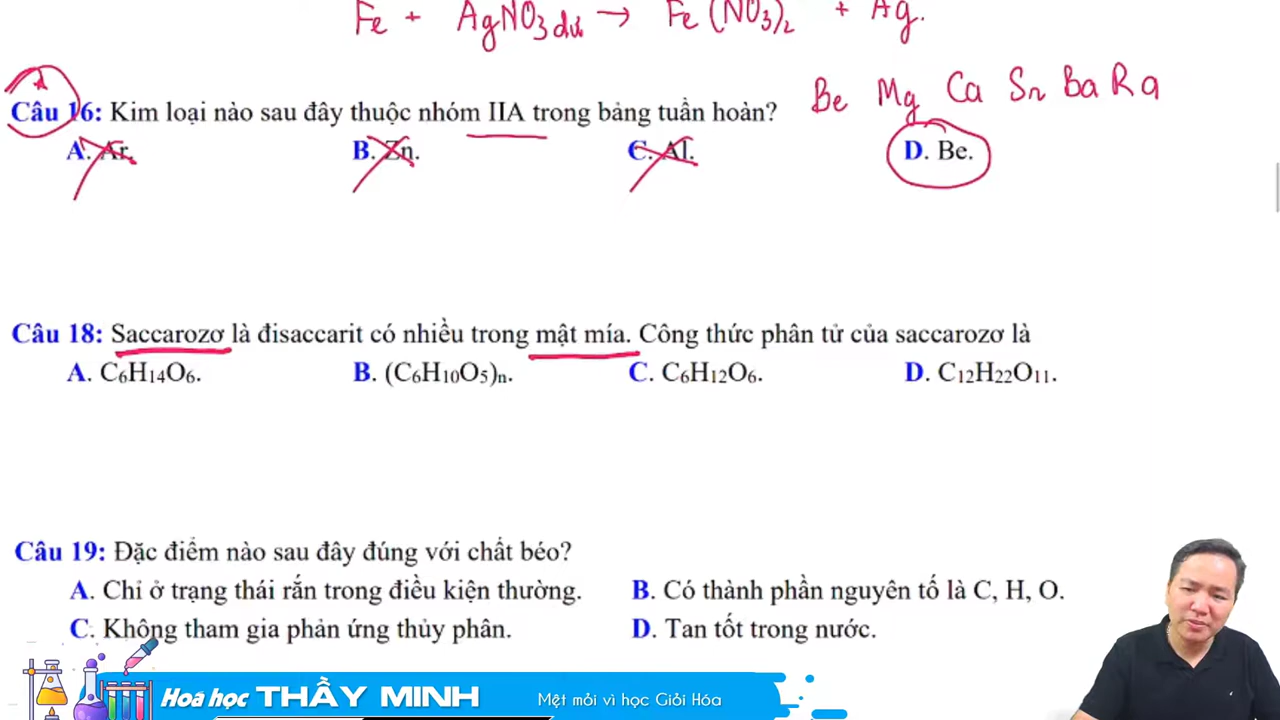 Fe + AgNO3 dư → Fe(NO3)2 + Ag.
Be Mg Ca Sr Ba Ra
Câu 16: Kim loại nào sau đây thuộc nhóm IIA trong bảng tuần hoàn?
A. Ar. B. Zn. C. Al. D. Be.
Câu 18: Saccarozơ là đisaccarit có nhiều trong mật mía. Công thức phân tử của saccarozơ là
A. C6H14O6. B. (C6H10O5)n. C. C6H12O6. D. C12H22O11.
Câu 19: Đặc điểm nào sau đây đúng với chất béo?
A. Chỉ ở trạng thái rắn trong điều kiện thường. B. Có thành phần nguyên tố là C, H, O.
C. Không tham gia phản ứng thủy phân. D. Tan tốt trong nước.
Hoá học THẦY MINH Mệt mỏi vì học Giỏi Hóa